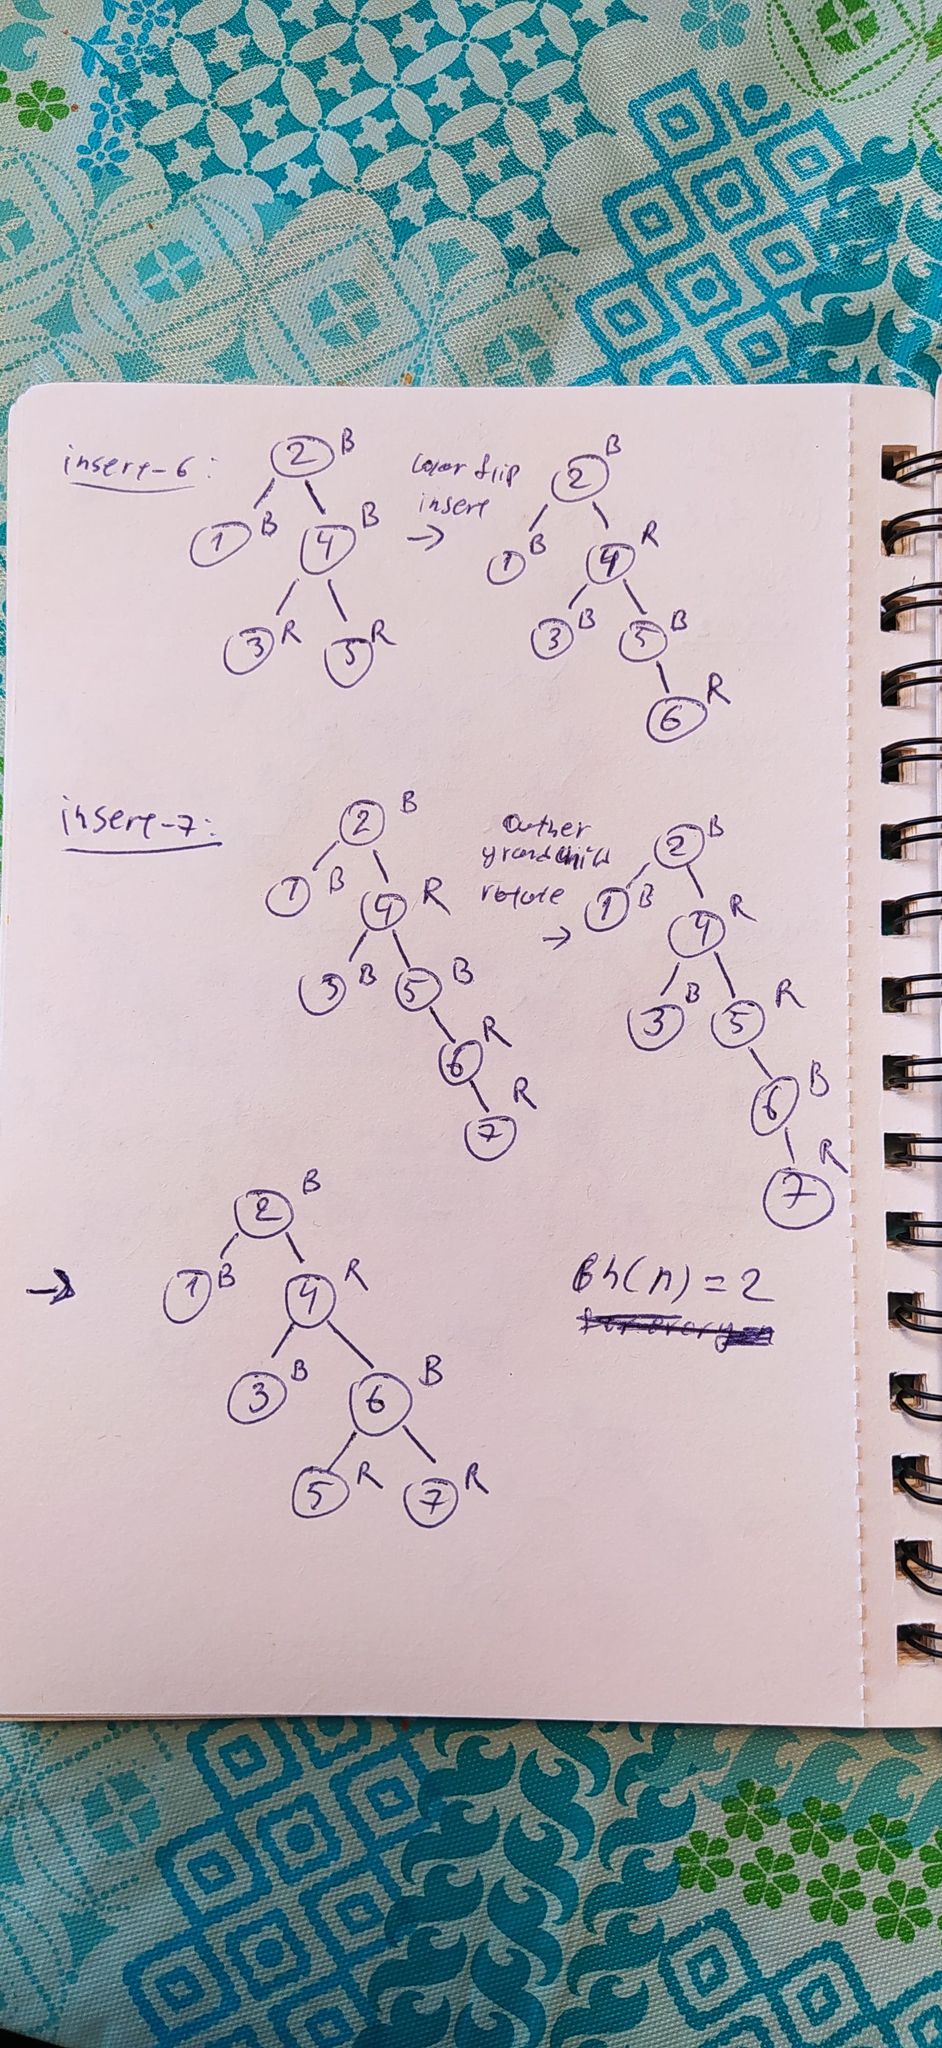 insert-6:
2 B
1 B 4 B
3 R 5 R
color flip
insert
→
2 B
1 B 4 R
3 B 5 B
6 R
insert-7:
2 B
1 B 4 R
3 B 5 B
6 R
7 R
outher
grandchild
rotate
→
2 B
1 B 4 R
3 B 5 R
6 B
7 R
→
2 B
1 B 4 R
3 B 6 B
5 R 7 R
bh(n) = 2